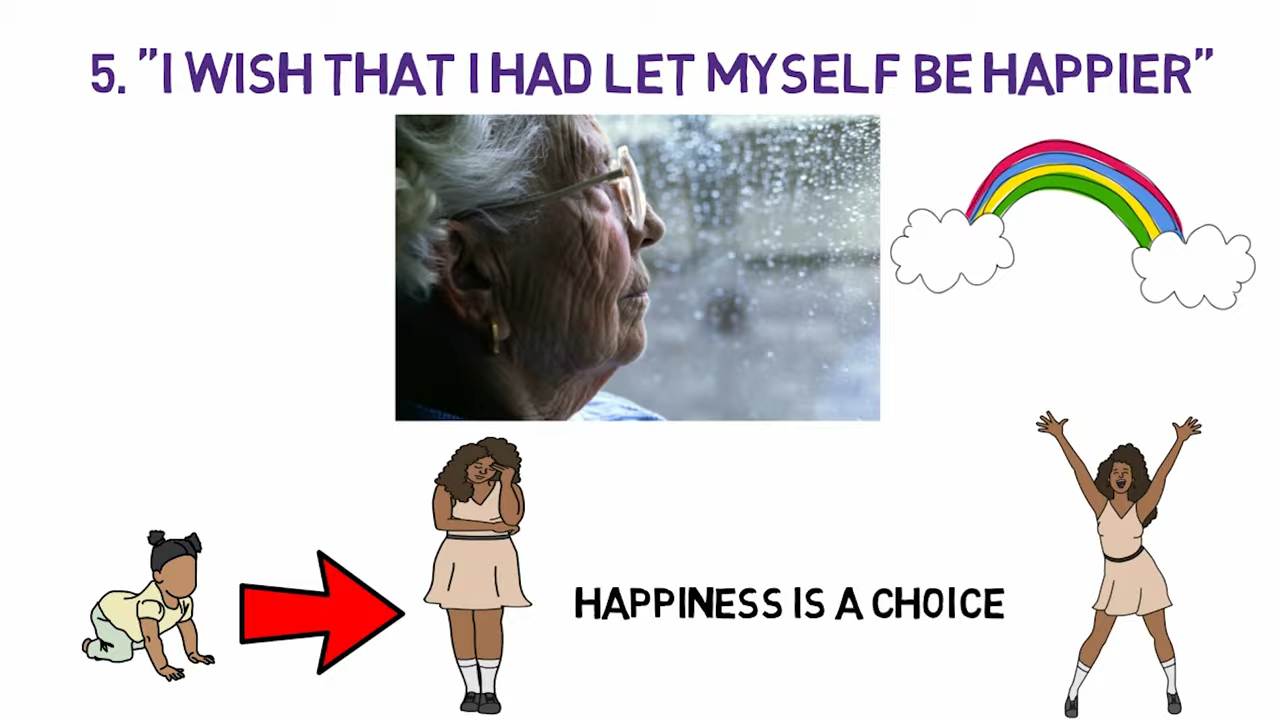 5. "I WISH THAT I HAD LET MYSELF BE HAPPIER"
HAPPINESS IS A CHOICE